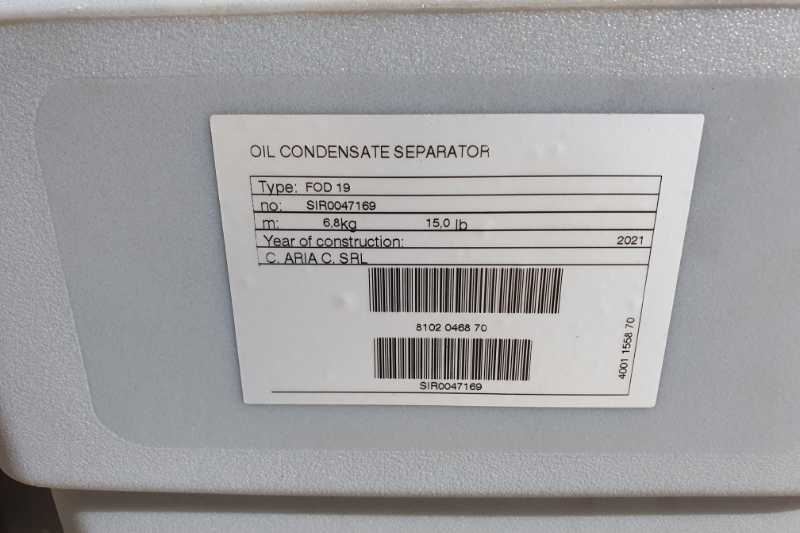 OIL CONDENSATE SEPARATOR
Type: FOD 19
no: SIR0047169
m: 6,8kg 15,0 lb
Year of construction: 2021
C. ARIA C. SRL
8102 0468 70
SIR0047169
4001 1558 70